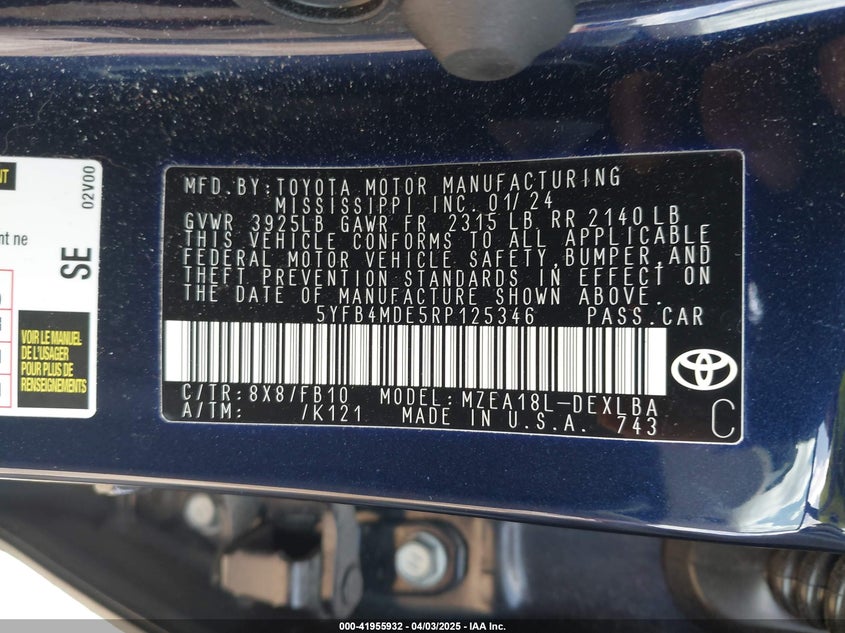 NT
02V00
nt ne
SE
VOIR LE MANUEL
DE L'USAGER
POUR PLUS DE
RENSEIGNEMENTS
MFD.BY:TOYOTA MOTOR MANUFACTURING
MISSISSIPPI INC. 01/24
GVWR 3925LB GAWR FR 2315 LB RR 2140 LB
THIS VEHICLE CONFORMS TO ALL APPLICABLE
FEDERAL MOTOR VEHICLE SAFETY,BUMPER,AND
THEFT PREVENTION STANDARDS IN EFFECT ON
THE DATE OF MANUFACTURE SHOWN ABOVE.
5YFB4MDE5RP125346 PASS.CAR
C/TR:8X8/FB10 MODEL:MZEA18L-DEXLBA
A/TM: /K121 MADE IN U.S.A. 743
C
000-41955932 - 04/03/2025 - IAA Inc.